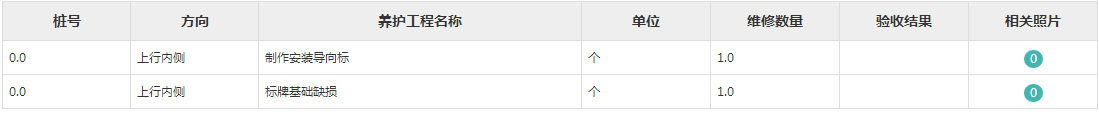 桩号 方向 养护工程名称 单位 维修数量 验收结果 相关照片
0.0 上行内侧 制作安装导向标 个 1.0 0
0.0 上行内侧 标牌基础缺损 个 1.0 0